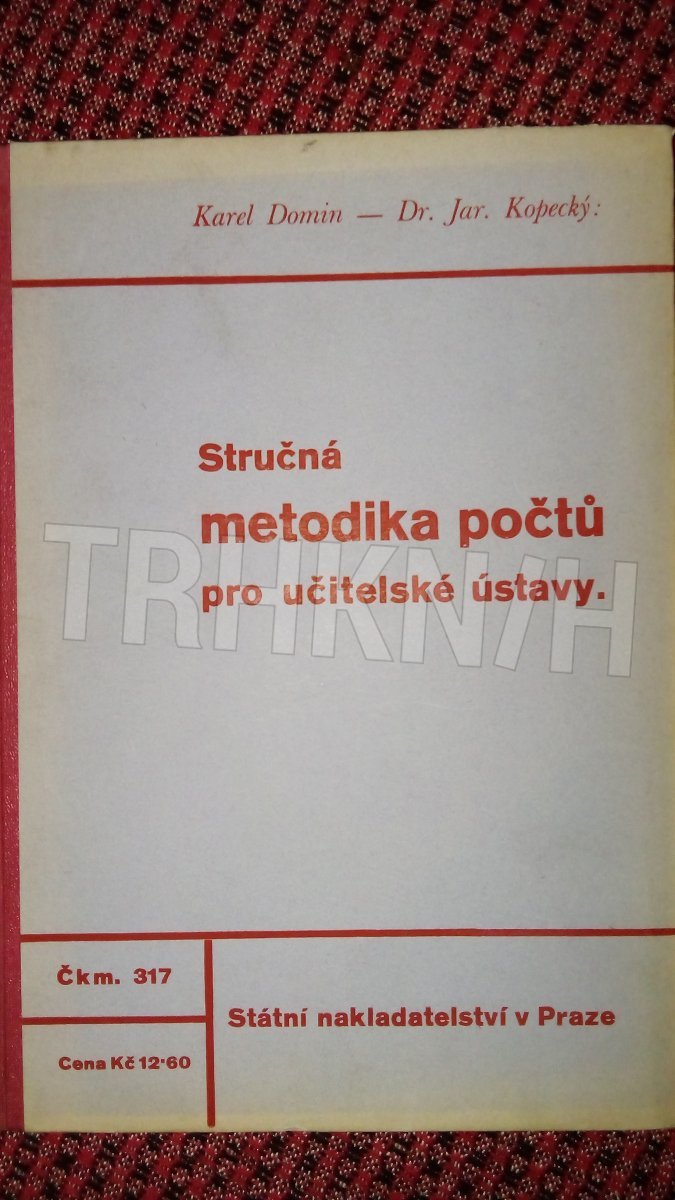 Karel Domin — Dr. Jar. Kopecký:
Stručná
metodika počtů
TRHKN/H
pro učitelské ústavy.
Čkm. 317
Státní nakladatelství v Praze
Cena Kč 12·60